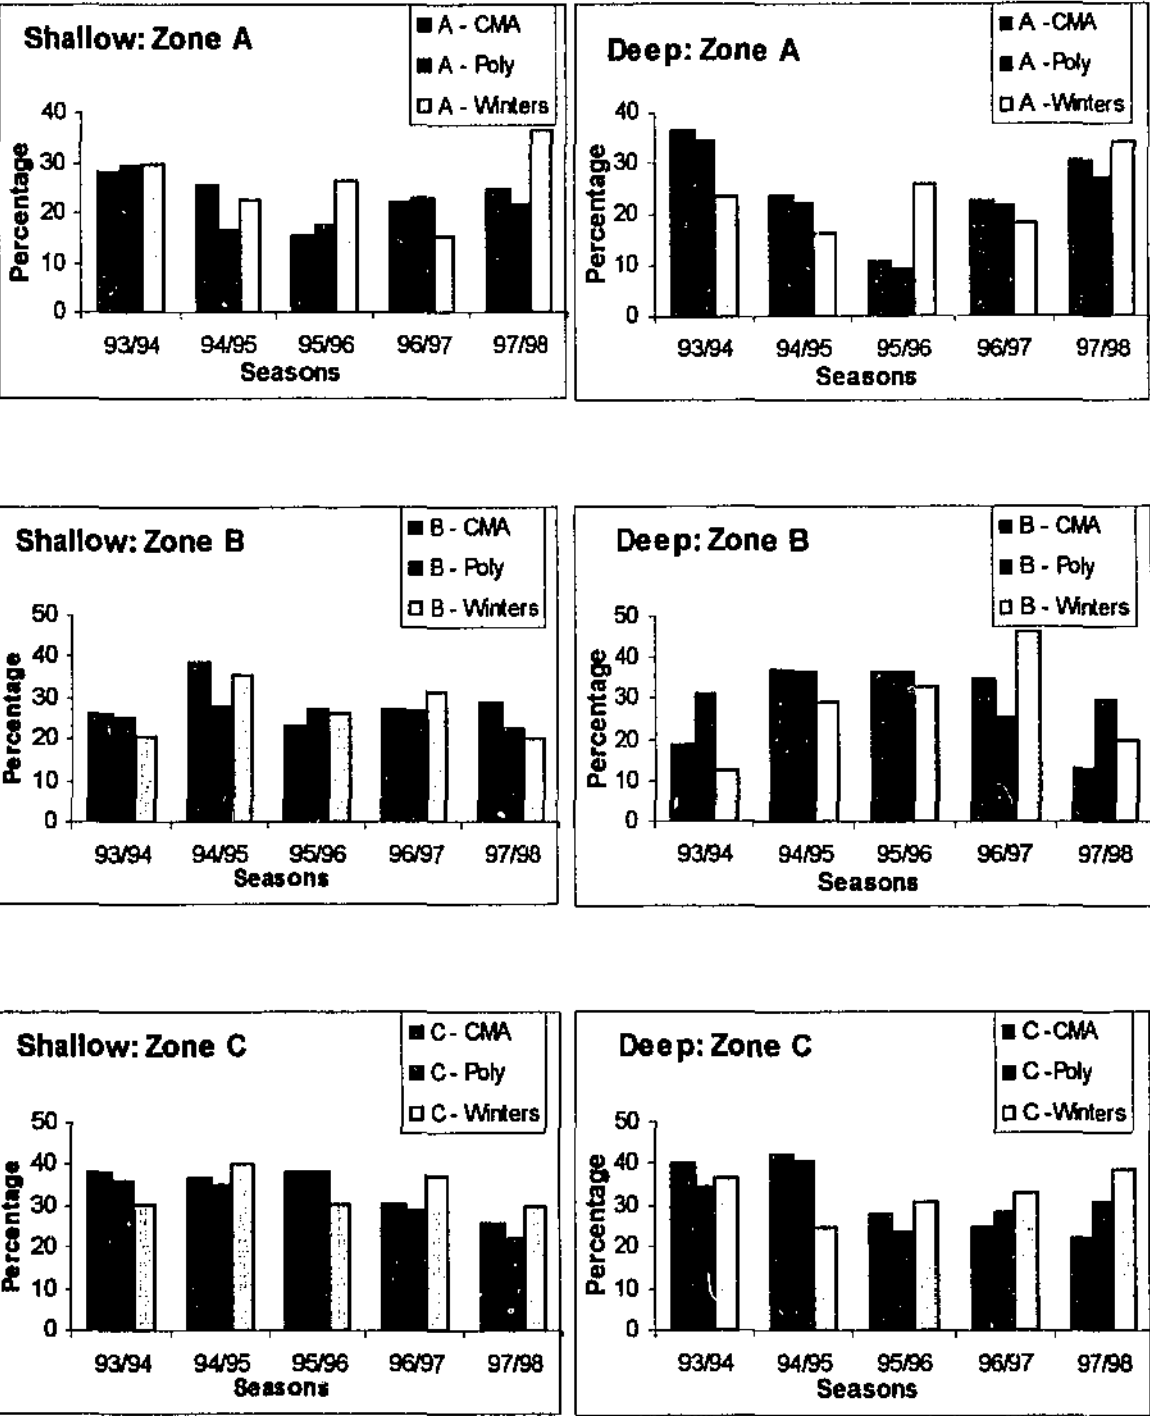 Shallow: Zone A
A - CMA
A - Poly
A - Winters
40
30
20
10
0
Percentage
93/94 94/95 95/96 96/97 97/98
Seasons
Deep: Zone A
A -CMA
A -Poly
A -Winters
40
30
20
10
0
Percentage
93/94 94/95 95/96 96/97 97/98
Seasons
Shallow: Zone B
B - CMA
B - Poly
B - Winters
50
40
30
20
10
0
Percentage
93/94 94/95 95/96 96/97 97/98
Seasons
Deep: Zone B
B - CMA
B - Poly
B - Winters
50
40
30
20
10
0
Percentage
93/94 94/95 95/96 96/97 97/98
Seasons
Shallow: Zone C
C - CMA
C - Poly
C - Winters
50
40
30
20
10
0
Percentage
93/94 94/95 95/96 96/97 97/98
Seasons
Deep: Zone C
C -CMA
C -Poly
C -Winters
50
40
30
20
10
0
Percentage
93/94 94/95 95/96 96/97 97/98
Seasons